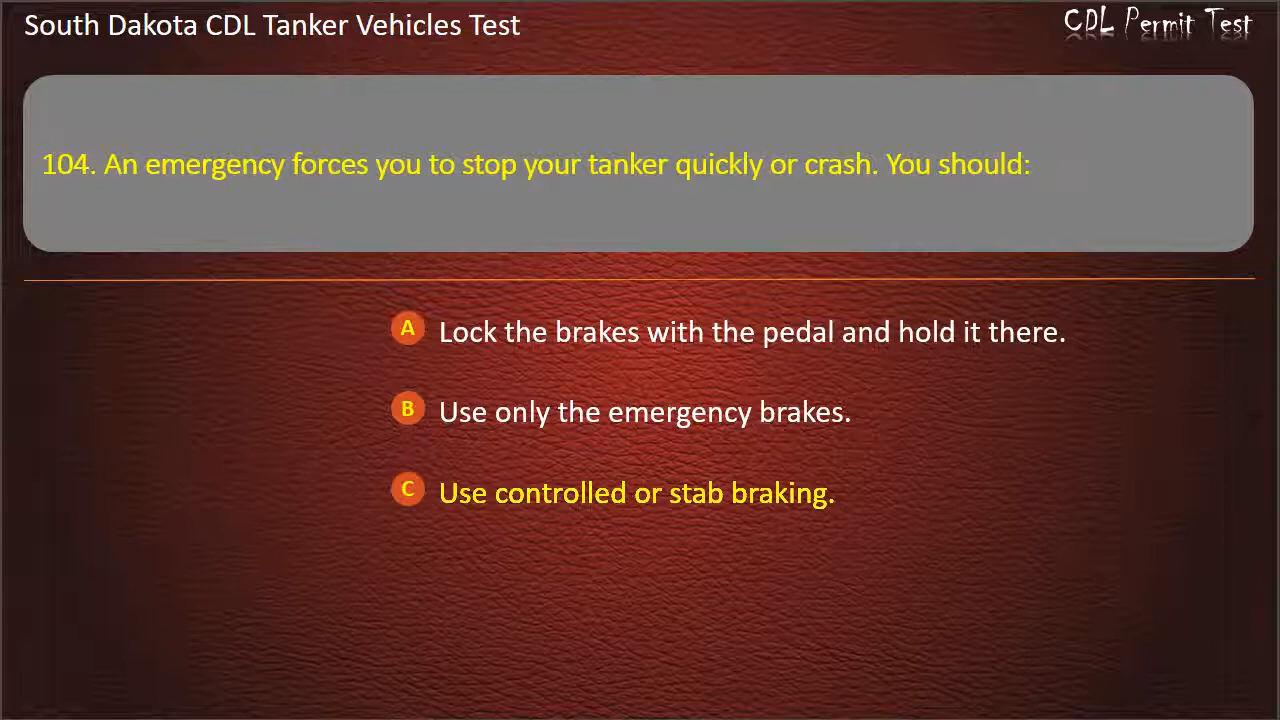 South Dakota CDL Tanker Vehicles Test
CDL Permit Test
104. An emergency forces you to stop your tanker quickly or crash. You should:
A Lock the brakes with the pedal and hold it there.
B Use only the emergency brakes.
C Use controlled or stab braking.